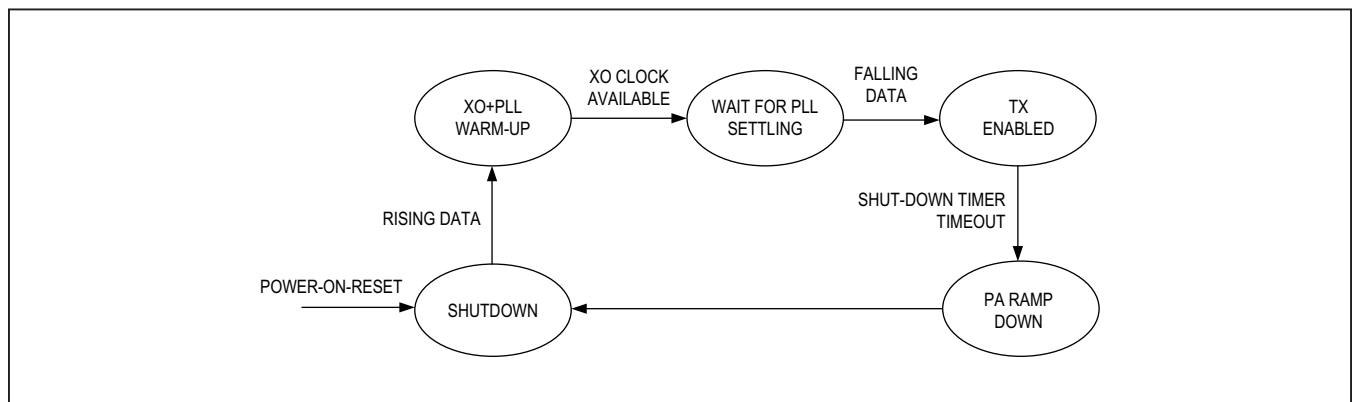 XO+PLL
WARM-UP
XO CLOCK
AVAILABLE
WAIT FOR PLL
SETTLING
FALLING
DATA
TX
ENABLED
RISING DATA
SHUT-DOWN TIMER
TIMEOUT
POWER-ON-RESET
SHUTDOWN
PA RAMP
DOWN